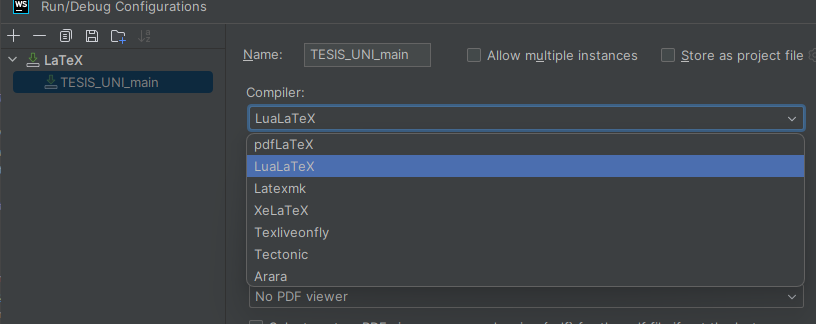 WS Run/Debug Configurations
LaTeX
TESIS_UNI_main
Name: TESIS_UNI_main Allow multiple instances Store as project file
Compiler:
LuaLaTeX
pdfLaTeX
LuaLaTeX
Latexmk
XeLaTeX
Texliveonfly
Tectonic
Arara
No PDF viewer